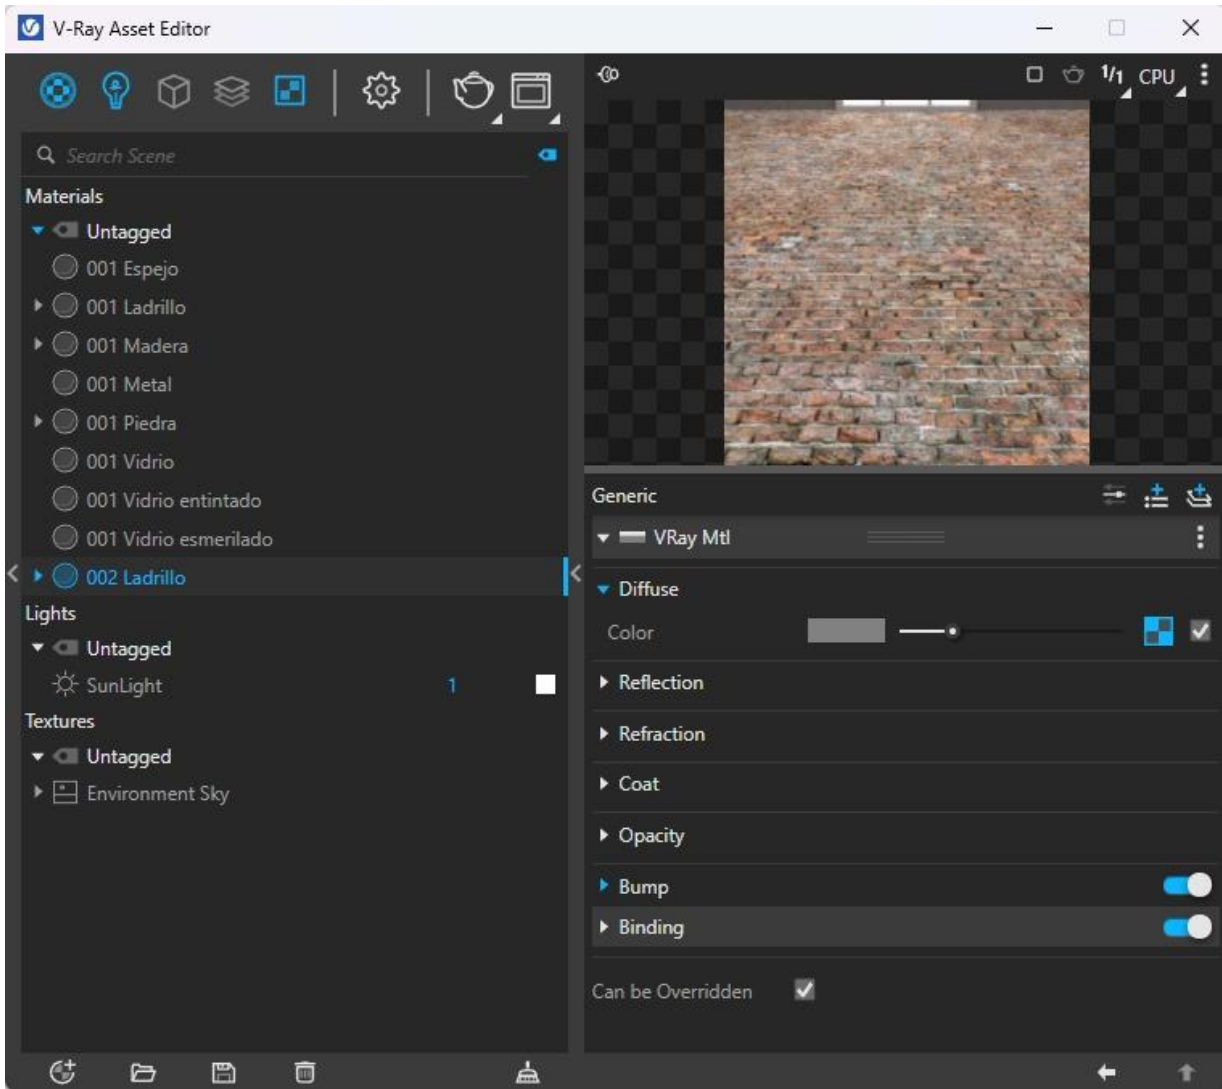 V-Ray Asset Editor
1/1 CPU
Search Scene
Materials
Untagged
001 Espejo
001 Ladrillo
001 Madera
001 Metal
001 Piedra
001 Vidrio
001 Vidrio entintado
001 Vidrio esmerilado
002 Ladrillo
Lights
Untagged
SunLight 1
Textures
Untagged
Environment Sky
Generic
VRay Mtl
Diffuse
Color
Reflection
Refraction
Coat
Opacity
Bump
Binding
Can be Overridden